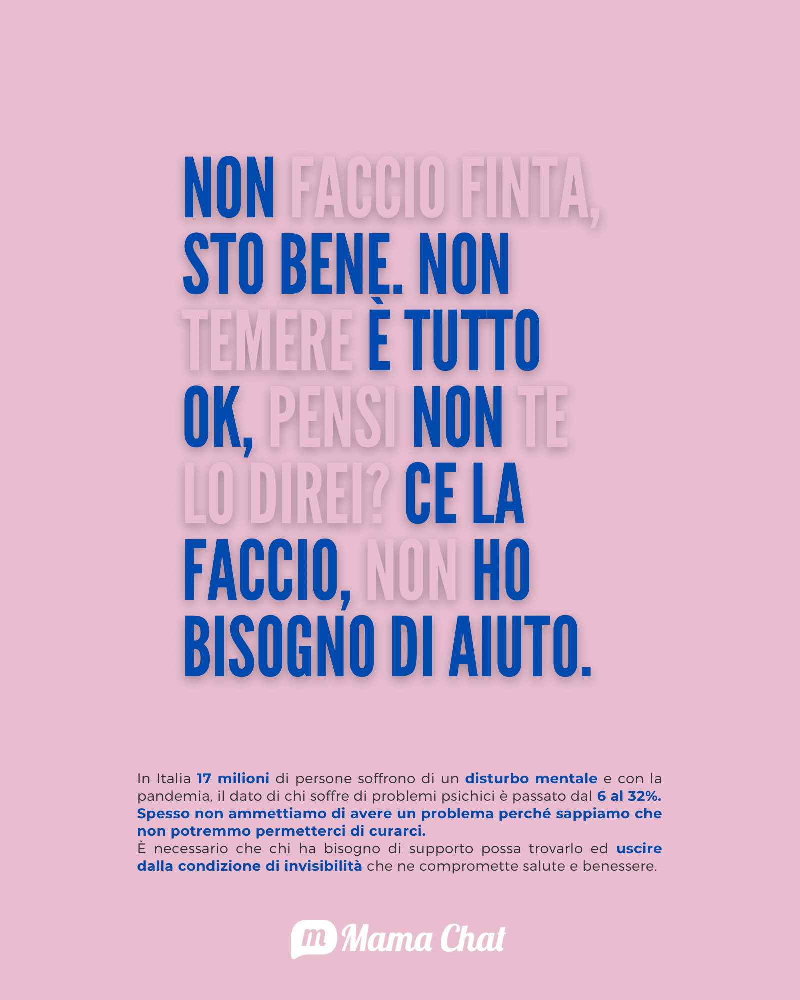 NON FACCIO FINTA,
STO BENE. NON
TEMERE È TUTTO
OK, PENSI NON TE
LO DIREI? CE LA
FACCIO, NON HO
BISOGNO DI AIUTO.
In Italia 17 milioni di persone soffrono di un disturbo mentale e con la
pandemia, il dato di chi soffre di problemi psichici è passato dal 6 al 32%.
Spesso non ammettiamo di avere un problema perché sappiamo che
non potremmo permetterci di curarci.
È necessario che chi ha bisogno di supporto possa trovarlo ed uscire
dalla condizione di invisibilità che ne compromette salute e benessere.
m Mama Chat